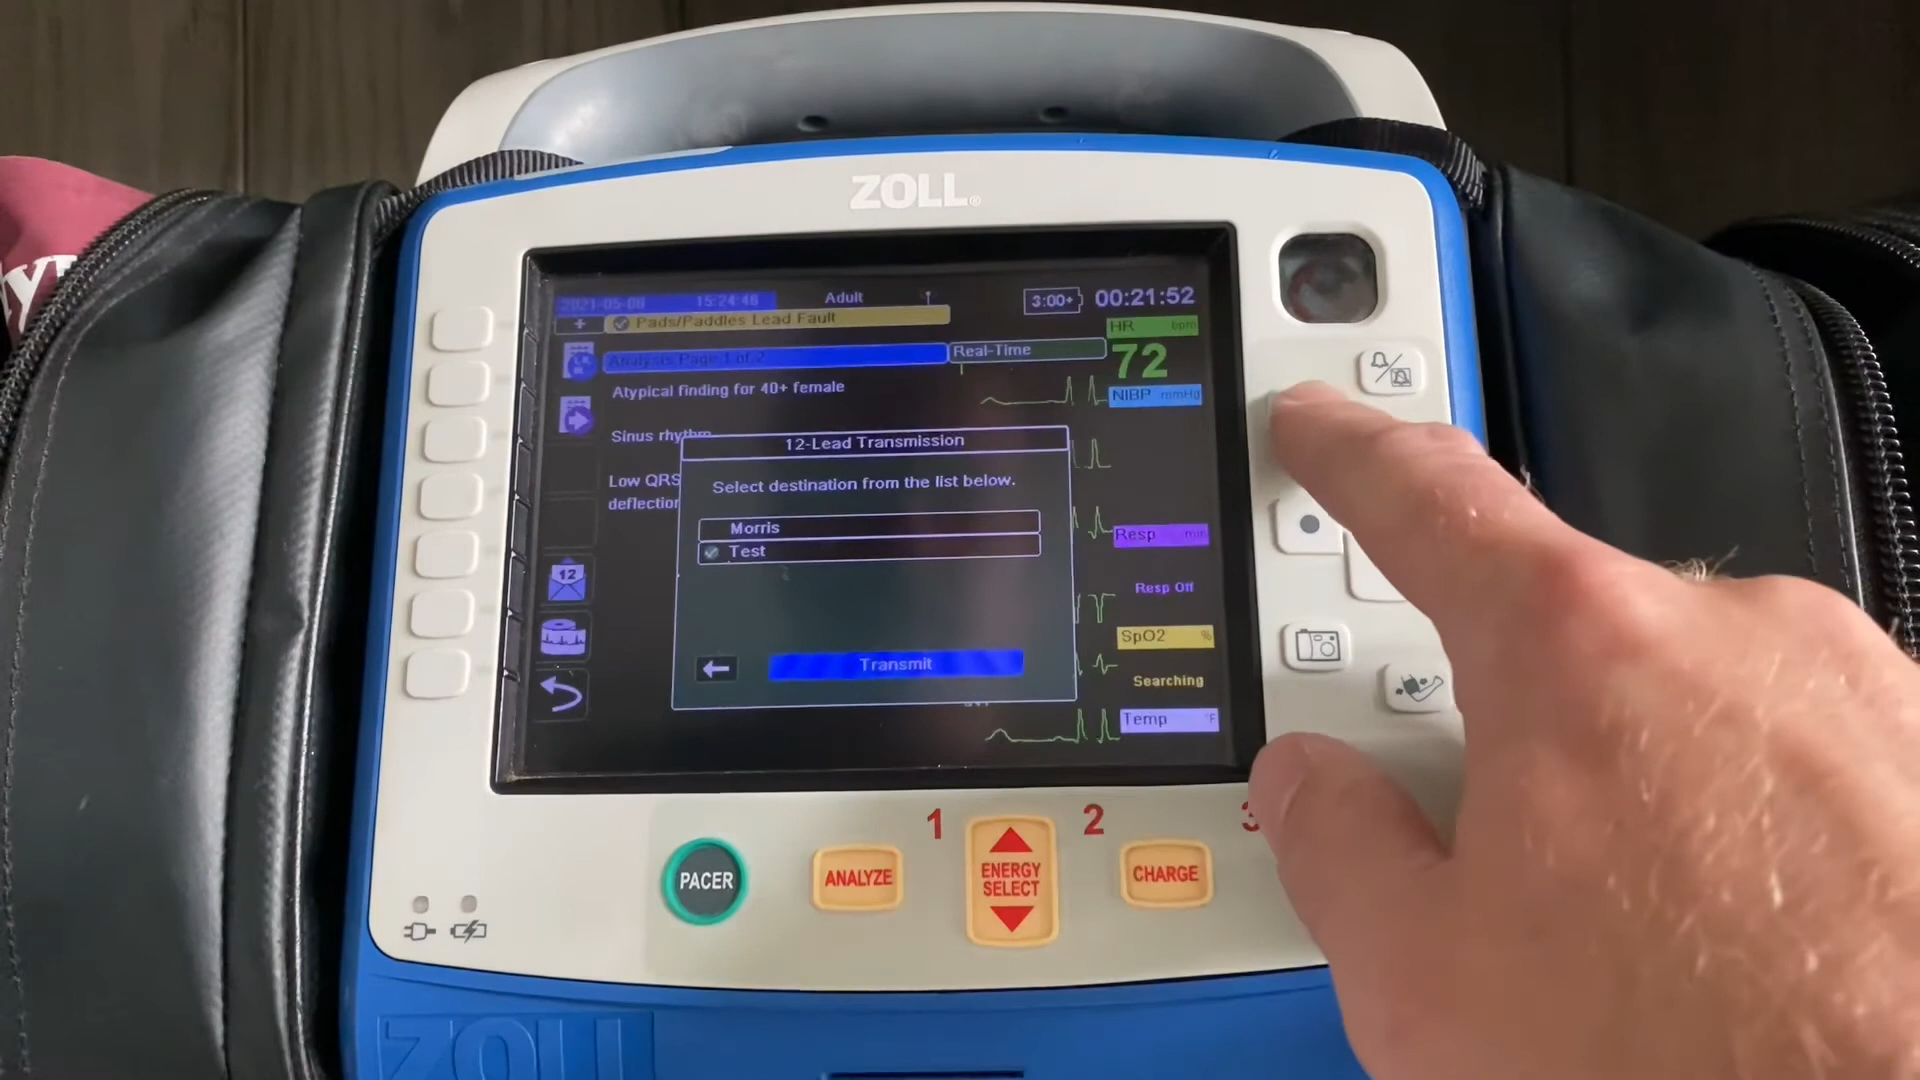 ZOLL®
2021-05-08 15:24:46 Adult 3:00+ 00:21:52
+ Pads/Paddles Lead Fault
HR bpm
72
Analysis Page 1 of 2
Real-Time
NIBP mmHg
Atypical finding for 40+ female
Sinus rhythm
Low QRS
deflection
12-Lead Transmission
Select destination from the list below.
Morris
Test
Transmit
12
Resp
Resp Off
SpO2 %
Searching
Temp °F
1
2
3
PACER
ANALYZE
ENERGY
SELECT
CHARGE
ZOLL